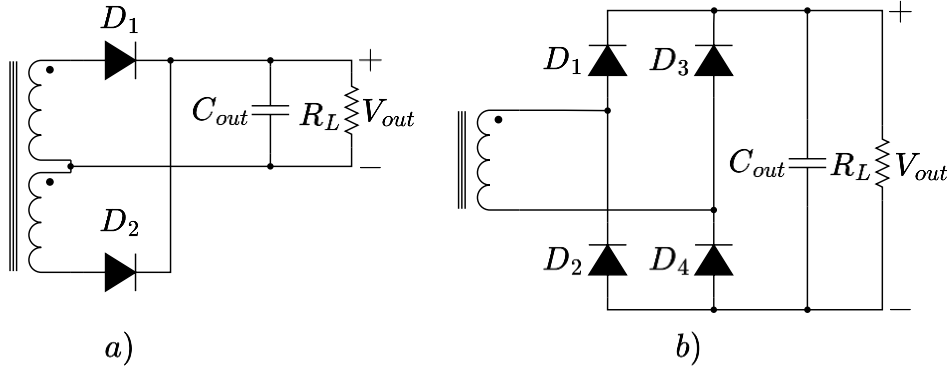 D1
+
Cout RL Vout
−
D2
a)
+
D1 D3
Cout RL Vout
D2 D4
−
b)